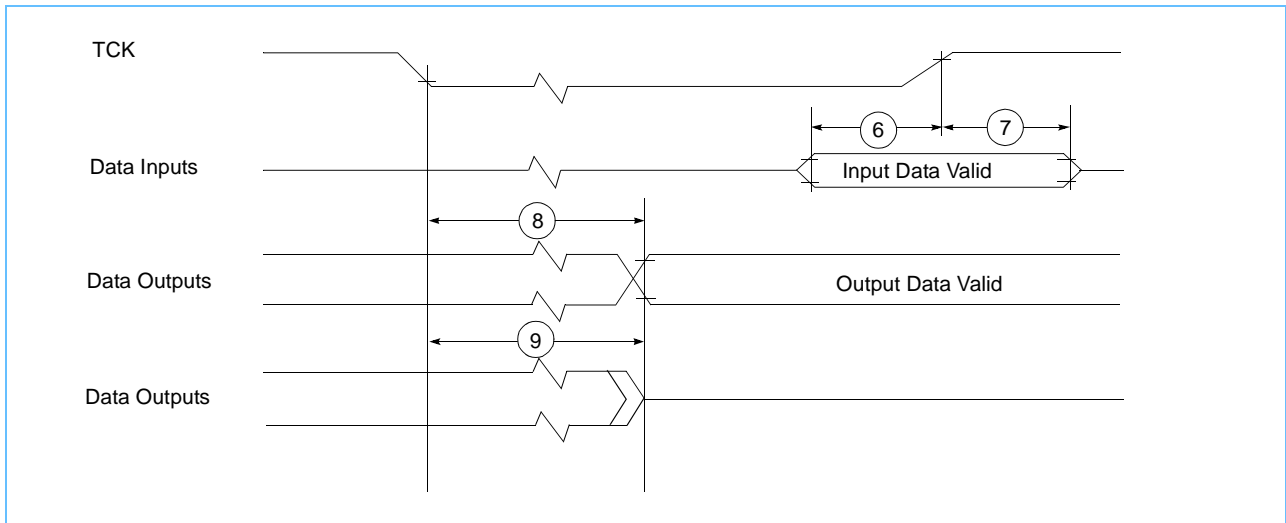 TCK
6
7
Data Inputs
Input Data Valid
8
Data Outputs
Output Data Valid
9
Data Outputs